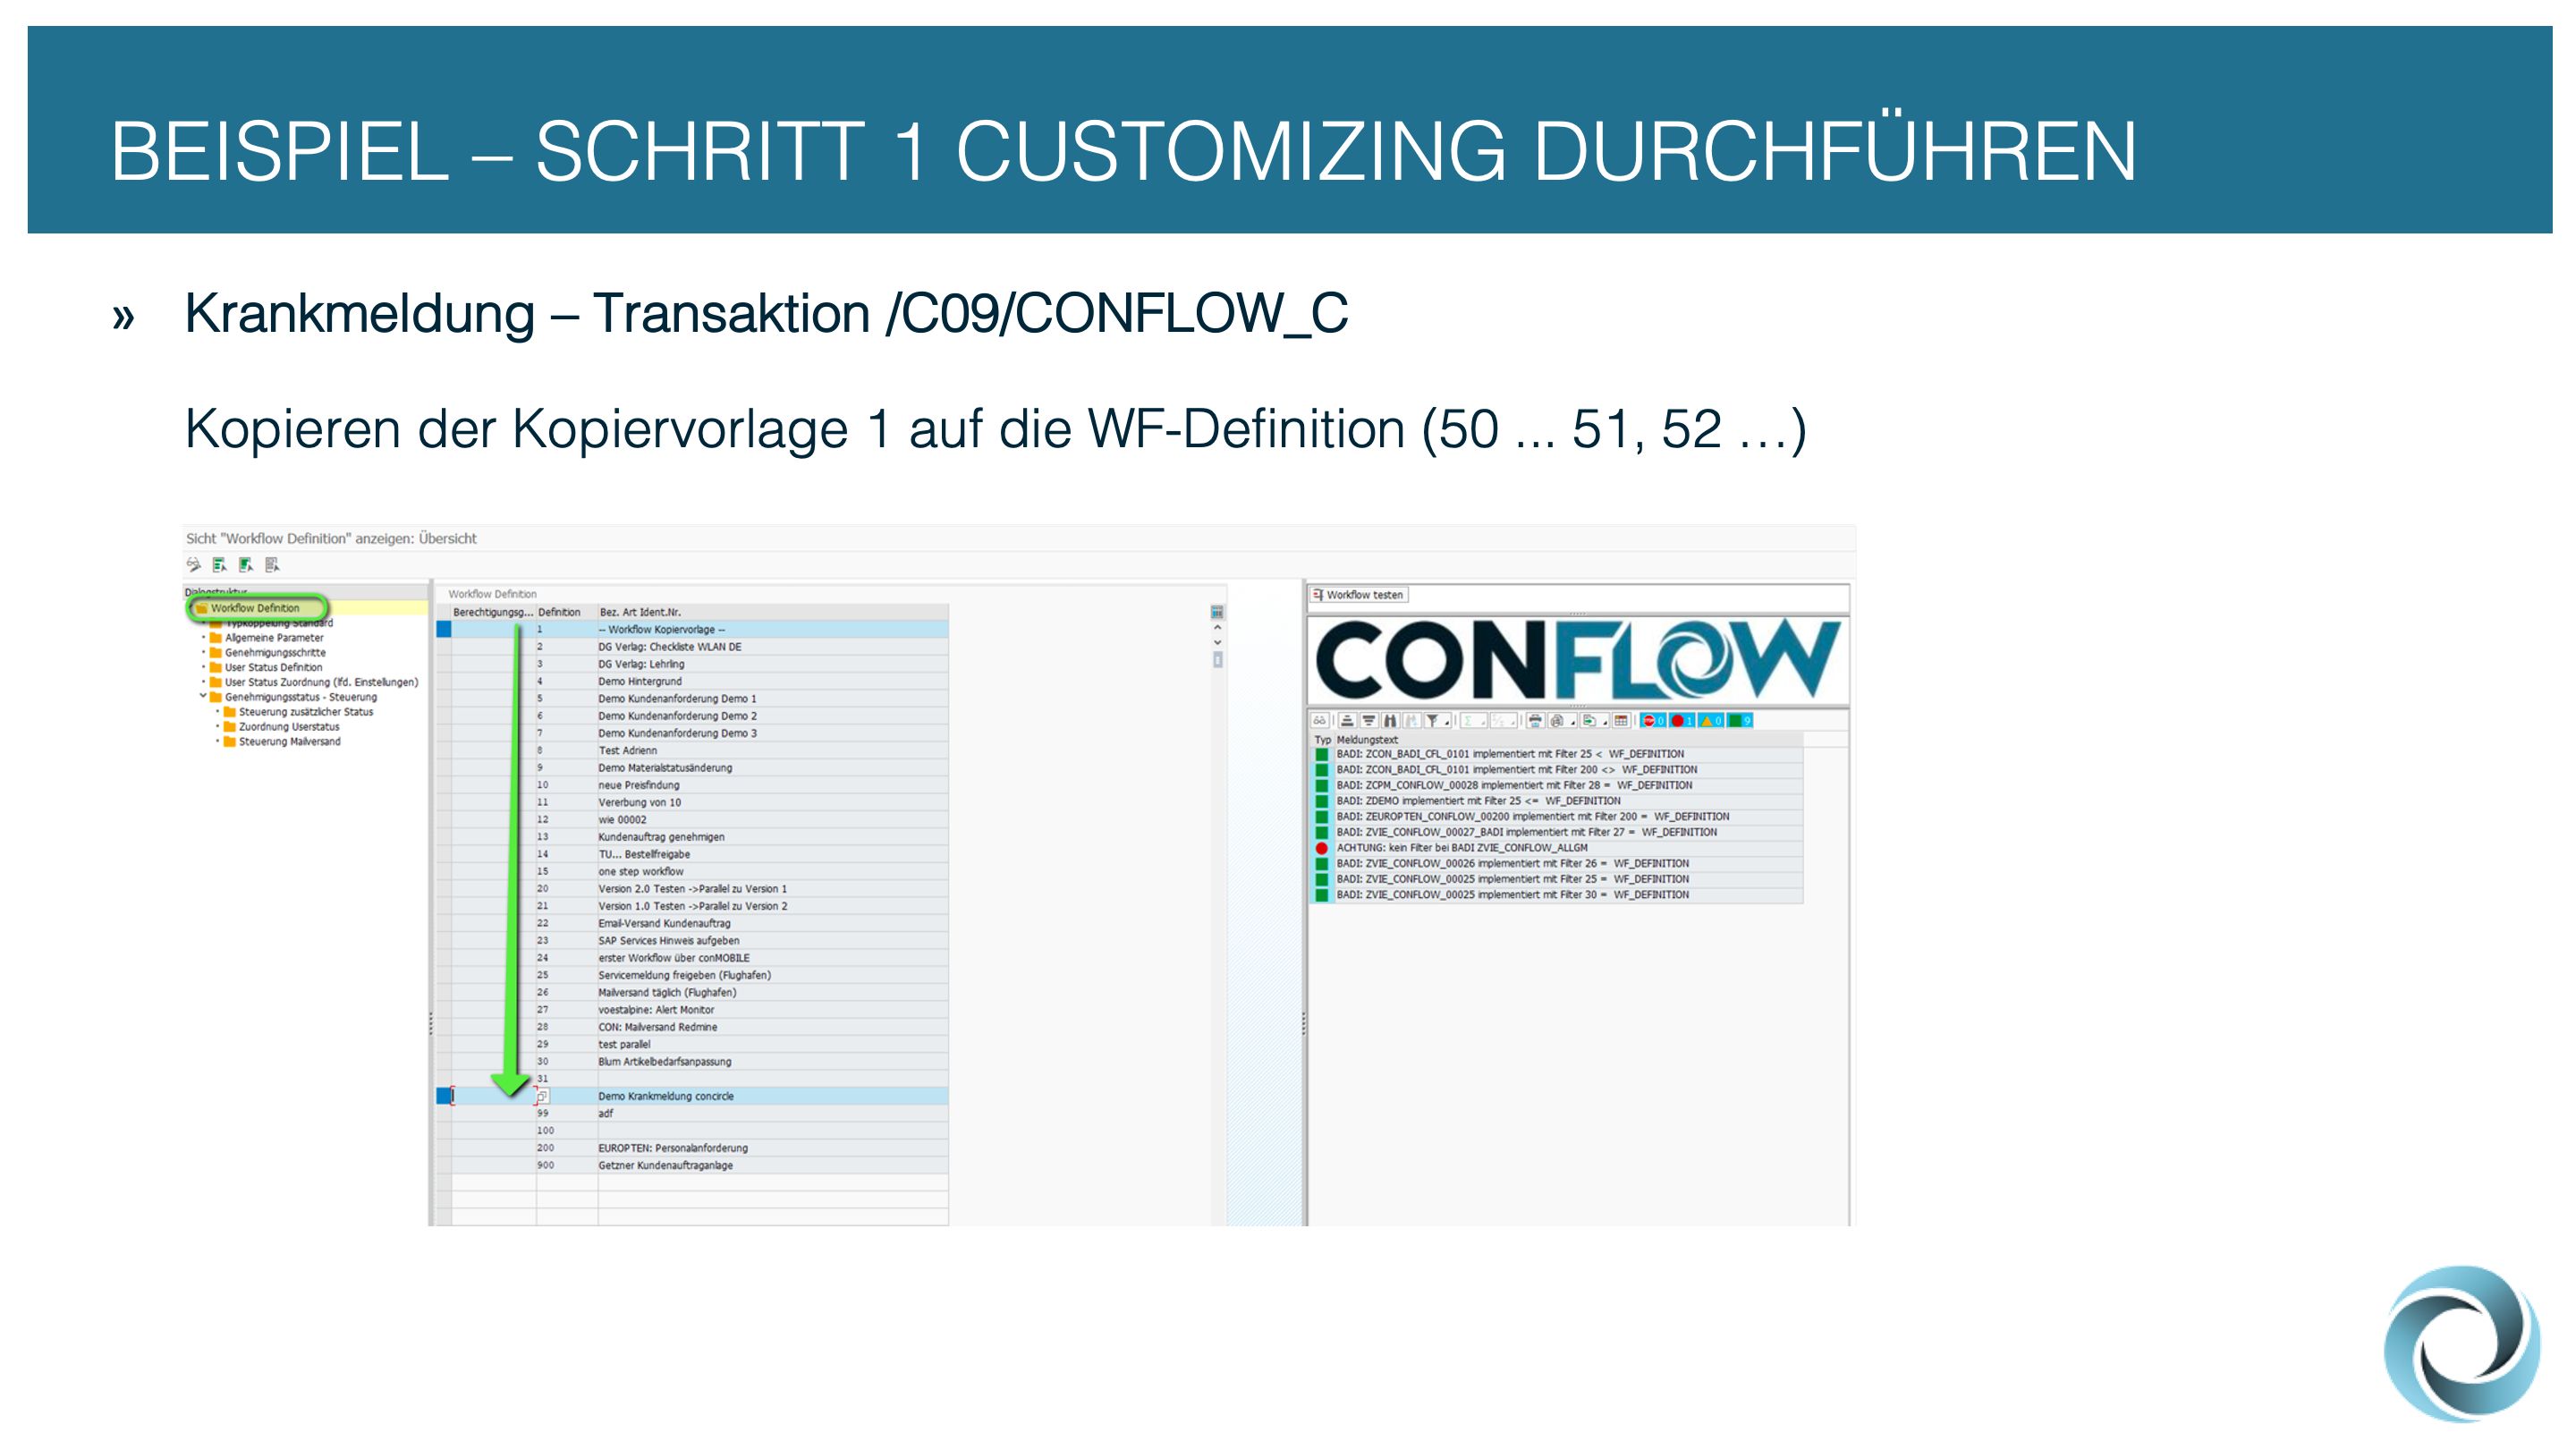 BEISPIEL – SCHRITT 1 CUSTOMIZING DURCHFÜHREN
» Krankmeldung – Transaktion /C09/CONFLOW_C
Kopieren der Kopiervorlage 1 auf die WF-Definition (50 ... 51, 52 ...)
Sicht "Workflow Definition" anzeigen: Übersicht
Dialogstruktur
Workflow Definition
Typkoppelung Standard
Allgemeine Parameter
Genehmigungsschritte
User Status Definition
User Status Zuordnung (lfd. Einstellungen)
Genehmigungsstatus - Steuerung
Steuerung zusätzlicher Status
Zuordnung Userstatus
Steuerung Mailversand
Workflow Definition
Berechtigungsg... Definition Bez. Art Ident.Nr.
1 -- Workflow Kopiervorlage --
2 DG Verlag: Checkliste WLAN DE
3 DG Verlag: Lehrling
4 Demo Hintergrund
5 Demo Kundenanforderung Demo 1
6 Demo Kundenanforderung Demo 2
7 Demo Kundenanforderung Demo 3
8 Test Adrienn
9 Demo Materialstatusänderung
10 neue Preisfindung
11 Vererbung von 10
12 wie 00002
13 Kundenauftrag genehmigen
14 TU... Bestellfreigabe
15 one step workflow
20 Version 2.0 Testen ->Parallel zu Version 1
21 Version 1.0 Testen ->Parallel zu Version 2
22 Email-Versand Kundenauftrag
23 SAP Services Hinweis aufgeben
24 erster Workflow über conMOBILE
25 Servicemeldung freigeben (Flughafen)
26 Mailversand täglich (Flughafen)
27 voestalpine: Alert Monitor
28 CON: Mailversand Redmine
29 test parallel
30 Blum Artikelbedarfsanpassung
31
Demo Krankmeldung concircle
99 adf
100
200 EUROPTEN: Personalanforderung
900 Getzner Kundenauftraganlage
Workflow testen
CONFLOW
0 1 0 9
Typ Meldungstext
BADI: ZCON_BADI_CFL_0101 implementiert mit Filter 25 < WF_DEFINITION
BADI: ZCON_BADI_CFL_0101 implementiert mit Filter 200 <> WF_DEFINITION
BADI: ZCPM_CONFLOW_00028 implementiert mit Filter 28 = WF_DEFINITION
BADI: ZDEMO implementiert mit Filter 25 <= WF_DEFINITION
BADI: ZEUROPTEN_CONFLOW_00200 implementiert mit Filter 200 = WF_DEFINITION
BADI: ZVIE_CONFLOW_00027_BADI implementiert mit Filter 27 = WF_DEFINITION
ACHTUNG: kein Filter bei BADI ZVIE_CONFLOW_ALLGM
BADI: ZVIE_CONFLOW_00026 implementiert mit Filter 26 = WF_DEFINITION
BADI: ZVIE_CONFLOW_00025 implementiert mit Filter 25 = WF_DEFINITION
BADI: ZVIE_CONFLOW_00025 implementiert mit Filter 30 = WF_DEFINITION